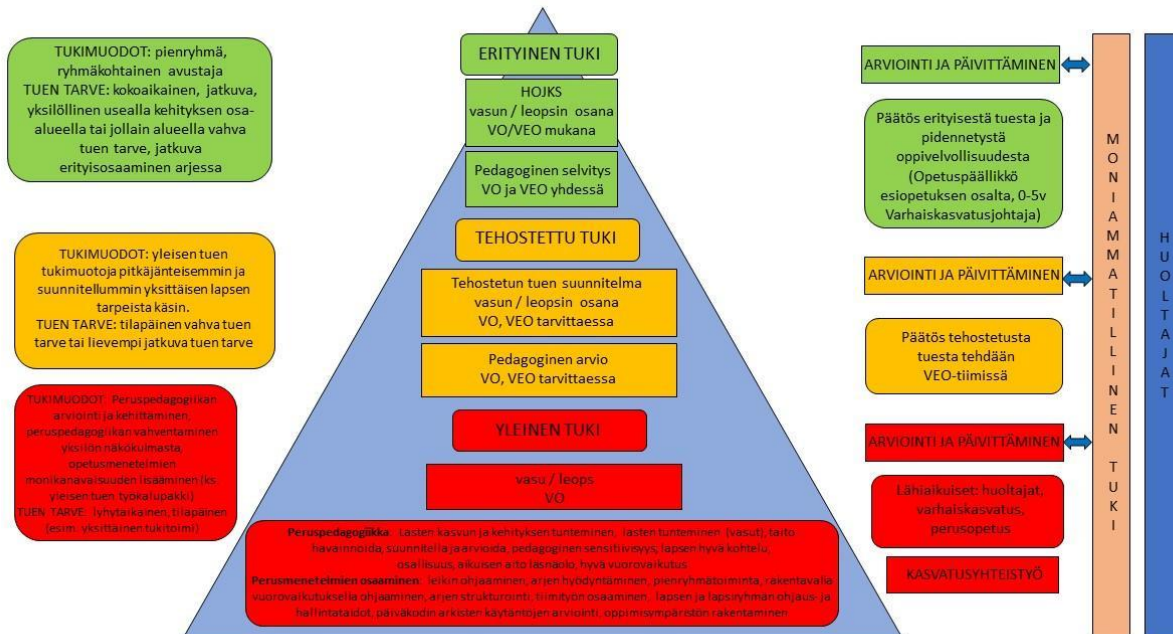 TUKIMUODOT: pienryhmä,
ryhmäkohtainen avustaja
TUEN TARVE: kokoaikainen, jatkuva,
yksilöllinen usealla kehityksen osa-
alueella tai jollain alueella vahva
tuen tarve, jatkuva
erityisosaaminen arjessa
TUKIMUODOT: yleisen tuen
tukimuotoja pitkäjänteisemmin ja
suunnitellummin yksittäisen lapsen
tarpeista käsin.
TUEN TARVE: tilapäinen vahva tuen
tarve tai lievempi jatkuva tuen tarve
TUKIMUODOT: Peruspedagogiikan
arviointi ja kehittäminen,
peruspedagogiikan vahventaminen
yksilön näkökulmasta,
opetusmenetelmien
monikanavaisuuden lisääminen (ks.
yleisen tuen työkalupakki)
TUEN TARVE: lyhytaikainen, tilapäinen
(esim. yksittäinen tukitoimi)
ERITYINEN TUKI
HOJKS
vasun / leopsin osana
VO/VEO mukana
Pedagoginen selvitys
VO ja VEO yhdessä
TEHOSTETTU TUKI
Tehostetun tuen suunnitelma
vasun / leopsin osana
VO, VEO tarvittaessa
Pedagoginen arvio
VO, VEO tarvittaessa
YLEINEN TUKI
vasu / leops
VO
Peruspedagogiikka: Lasten kasvun ja kehityksen tunteminen, lasten tunteminen (vasut), taito
havainnoida, suunnitella ja arvioida, pedagoginen sensitiivisyys, lapsen hyvä kohtelu,
osallisuus, aikuisen aito läsnäolo, hyvä vuorovaikutus
Perusmenetelmien osaaminen: leikin ohjaaminen, arjen hyödyntäminen, pienryhmätoiminta, rakentavalla
vuorovaikutuksella ohjaaminen, arjen strukturointi, tiimityön osaaminen, lapsen ja lapsiryhmän ohjaus- ja
hallintataidot, päiväkodin arkisten käytäntöjen arviointi, oppimisympäristön rakentaminen
ARVIOINTI JA PÄIVITTÄMINEN
Päätös erityisestä tuesta ja
pidennetystä
oppivelvollisuudesta
(Opetuspäällikkö
esiopetuksen osalta, 0-5v
Varhaiskasvatusjohtaja)
ARVIOINTI JA PÄIVITTÄMINEN
Päätös tehostetusta
tuesta tehdään
VEO-tiimissä
ARVIOINTI JA PÄIVITTÄMINEN
Lähiaikuiset: huoltajat,
varhaiskasvatus,
perusopetus
KASVATUSYHTEISTYÖ
MONIAMMATILLINEN TUKI
HUOLTAJAT